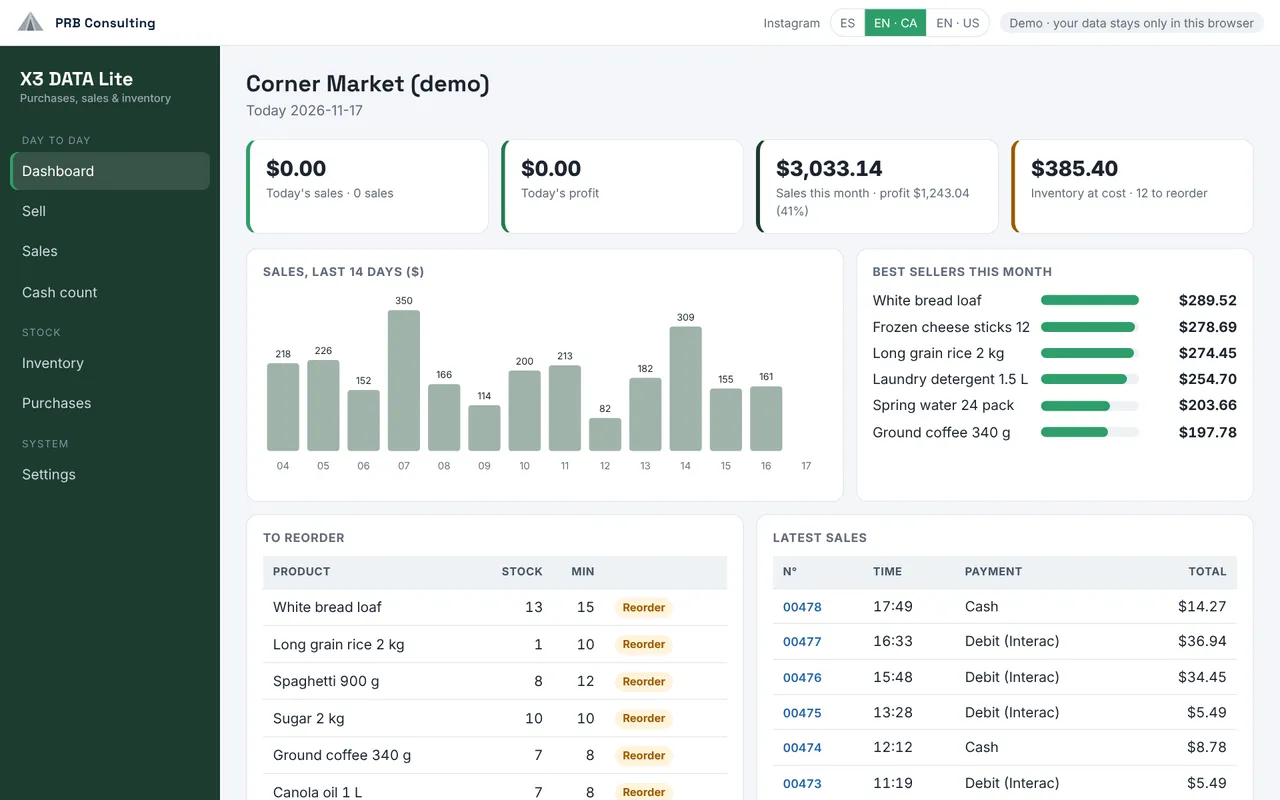 PRB Consulting
Instagram ES EN · CA EN · US Demo · your data stays only in this browser
X3 DATA Lite
Purchases, sales & inventory
DAY TO DAY
Dashboard
Sell
Sales
Cash count
STOCK
Inventory
Purchases
SYSTEM
Settings
Corner Market (demo)
Today 2026-11-17
$0.00
Today's sales · 0 sales
$0.00
Today's profit
$3,033.14
Sales this month · profit $1,243.04
(41%)
$385.40
Inventory at cost · 12 to reorder
SALES, LAST 14 DAYS ($)
218 226 152 350 166 114 200 213 82 182 309 155 161
04 05 06 07 08 09 10 11 12 13 14 15 16 17
BEST SELLERS THIS MONTH
White bread loaf $289.52
Frozen cheese sticks 12 $278.69
Long grain rice 2 kg $274.45
Laundry detergent 1.5 L $254.70
Spring water 24 pack $203.66
Ground coffee 340 g $197.78
TO REORDER
PRODUCT STOCK MIN
White bread loaf 13 15 Reorder
Long grain rice 2 kg 1 10 Reorder
Spaghetti 900 g 8 12 Reorder
Sugar 2 kg 10 10 Reorder
Ground coffee 340 g 7 8 Reorder
Canola oil 1 L 7 8 Reorder
LATEST SALES
N° TIME PAYMENT TOTAL
00478 17:49 Cash $14.27
00477 16:33 Debit (Interac) $36.94
00476 15:48 Debit (Interac) $34.45
00475 13:28 Debit (Interac) $5.49
00474 12:12 Cash $8.78
00473 11:19 Debit (Interac) $5.49